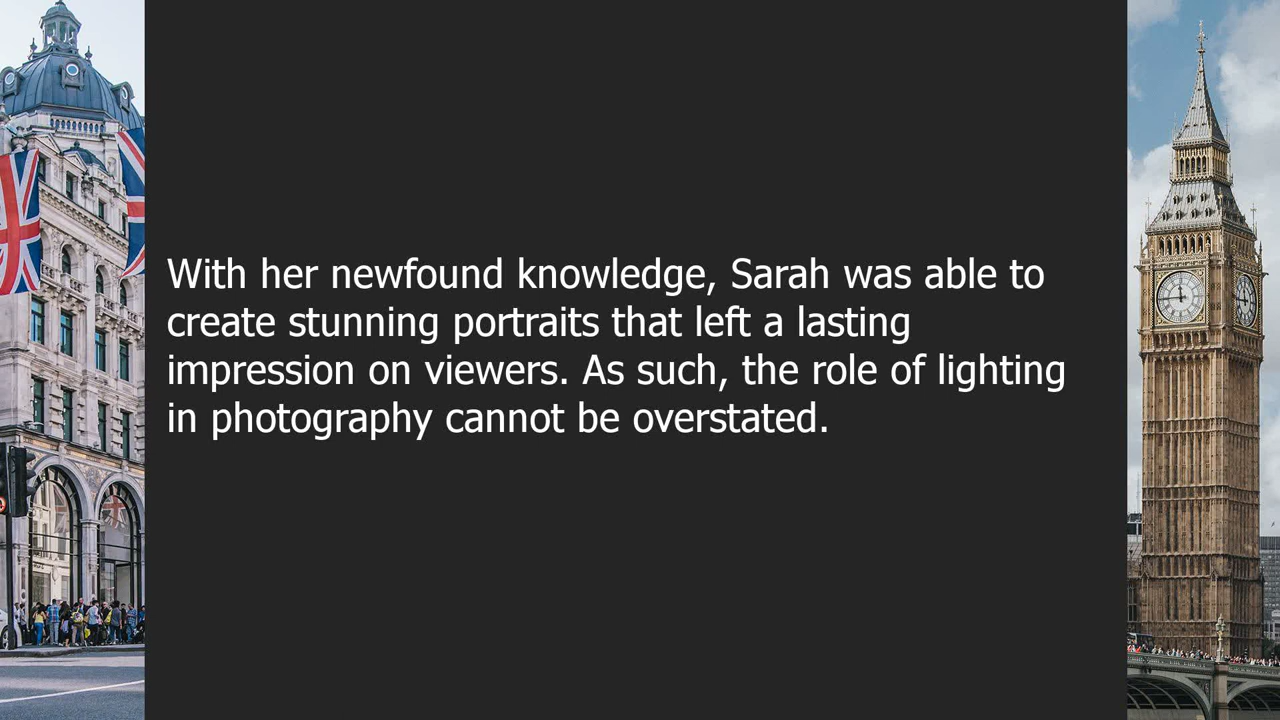 With her newfound knowledge, Sarah was able to
create stunning portraits that left a lasting
impression on viewers. As such, the role of lighting
in photography cannot be overstated.